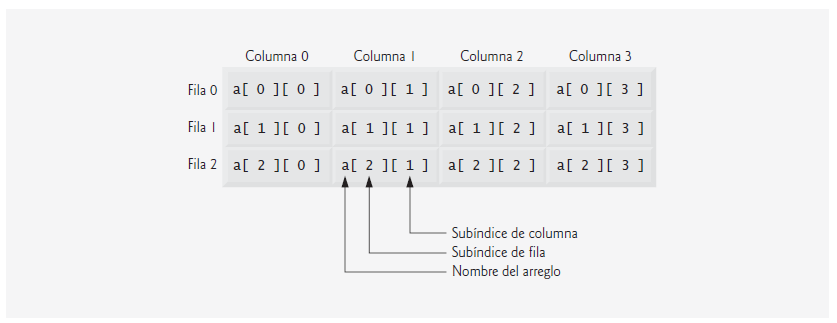 Columna 0 Columna 1 Columna 2 Columna 3
Fila 0 a[ 0 ][ 0 ] a[ 0 ][ 1 ] a[ 0 ][ 2 ] a[ 0 ][ 3 ]
Fila 1 a[ 1 ][ 0 ] a[ 1 ][ 1 ] a[ 1 ][ 2 ] a[ 1 ][ 3 ]
Fila 2 a[ 2 ][ 0 ] a[ 2 ][ 1 ] a[ 2 ][ 2 ] a[ 2 ][ 3 ]
Subíndice de columna
Subíndice de fila
Nombre del arreglo